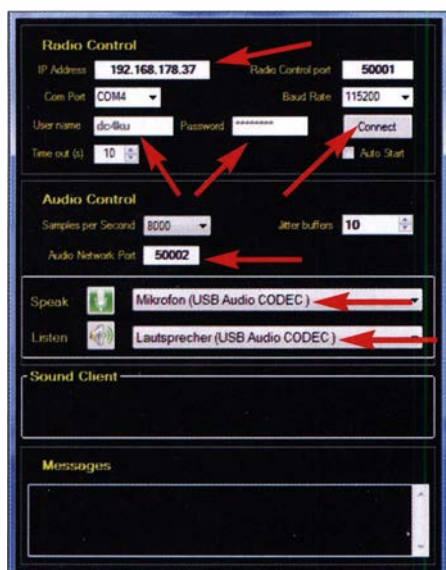 Radio Control
IP Address 192.168.178.37 Radio Control port 50001
Com Port COM4 Baud Rate 115200
User name dc4ku Password ******** Connect
Time out (s) 10 Auto Start
Audio Control
Samples per Second 8000 Jitter buffers 10
Audio Network Port 50002
Speak Mikrofon (USB Audio CODEC )
Listen Lautsprecher (USB Audio CODEC )
Sound Client
Messages